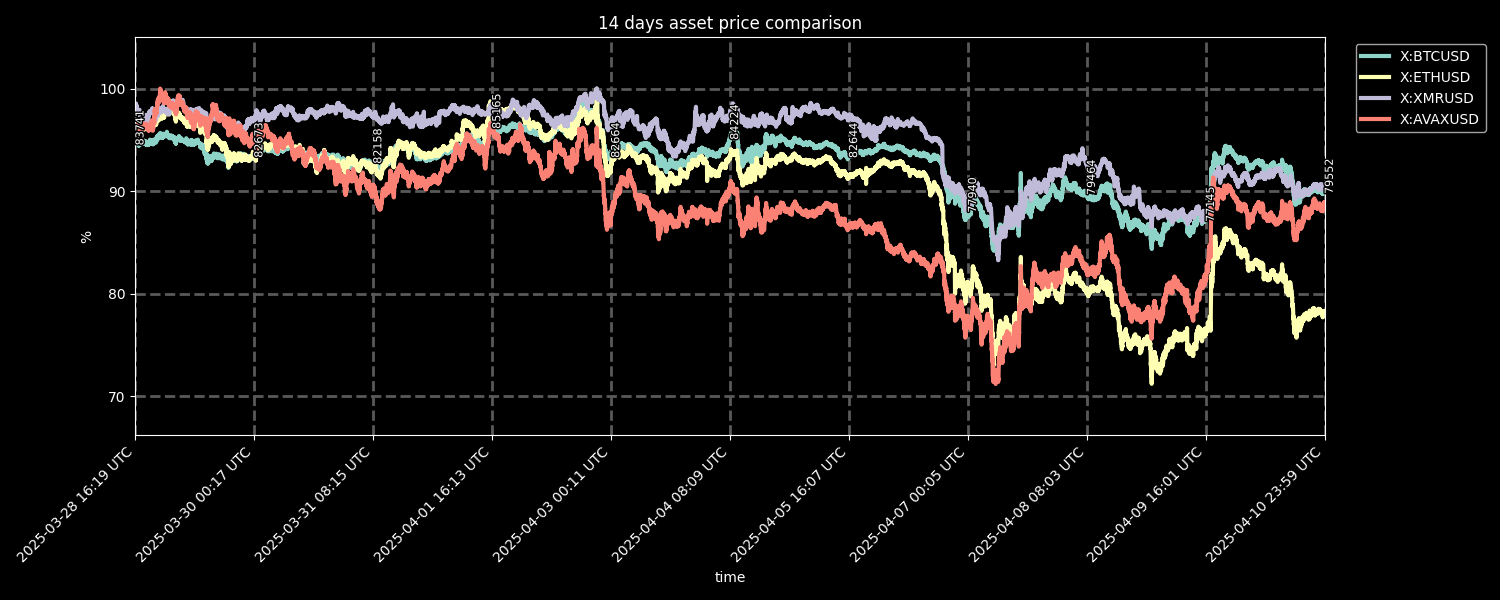 14 days asset price comparison
X:BTCUSD
X:ETHUSD
X:XMRUSD
X:AVAXUSD
%
100
90
80
70
82673
82158
85165
82664
84224
82644
77940
79464
77145
79552
2025-03-28 16:19 UTC
2025-03-30 00:17 UTC
2025-03-31 08:15 UTC
2025-04-01 16:13 UTC
2025-04-03 00:11 UTC
2025-04-04 08:09 UTC
2025-04-05 16:07 UTC
2025-04-07 00:05 UTC
2025-04-08 08:03 UTC
2025-04-09 16:01 UTC
2025-04-10 23:59 UTC
time